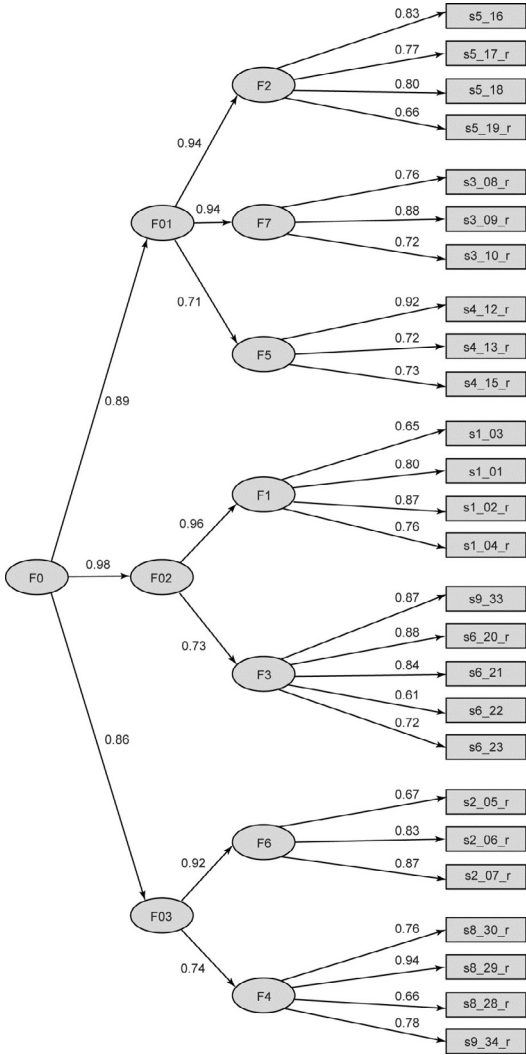 0.83
s5_16
0.77
s5_17_r
F2
0.80
s5_18
0.66
s5_19_r
0.94
0.76
s3_08_r
F01
0.94
F7
0.88
s3_09_r
0.72
s3_10_r
0.71
0.92
s4_12_r
F5
0.72
s4_13_r
0.73
s4_15_r
0.89
0.65
s1_03
0.80
s1_01
F1
0.87
s1_02_r
0.76
s1_04_r
0.96
F0
0.98
F02
0.87
s9_33
0.88
s6_20_r
0.73
F3
0.84
s6_21
0.61
s6_22
0.72
s6_23
0.86
0.67
s2_05_r
F6
0.83
s2_06_r
0.92
0.87
s2_07_r
F03
0.76
s8_30_r
0.74
0.94
s8_29_r
F4
0.66
s8_28_r
0.78
s9_34_r